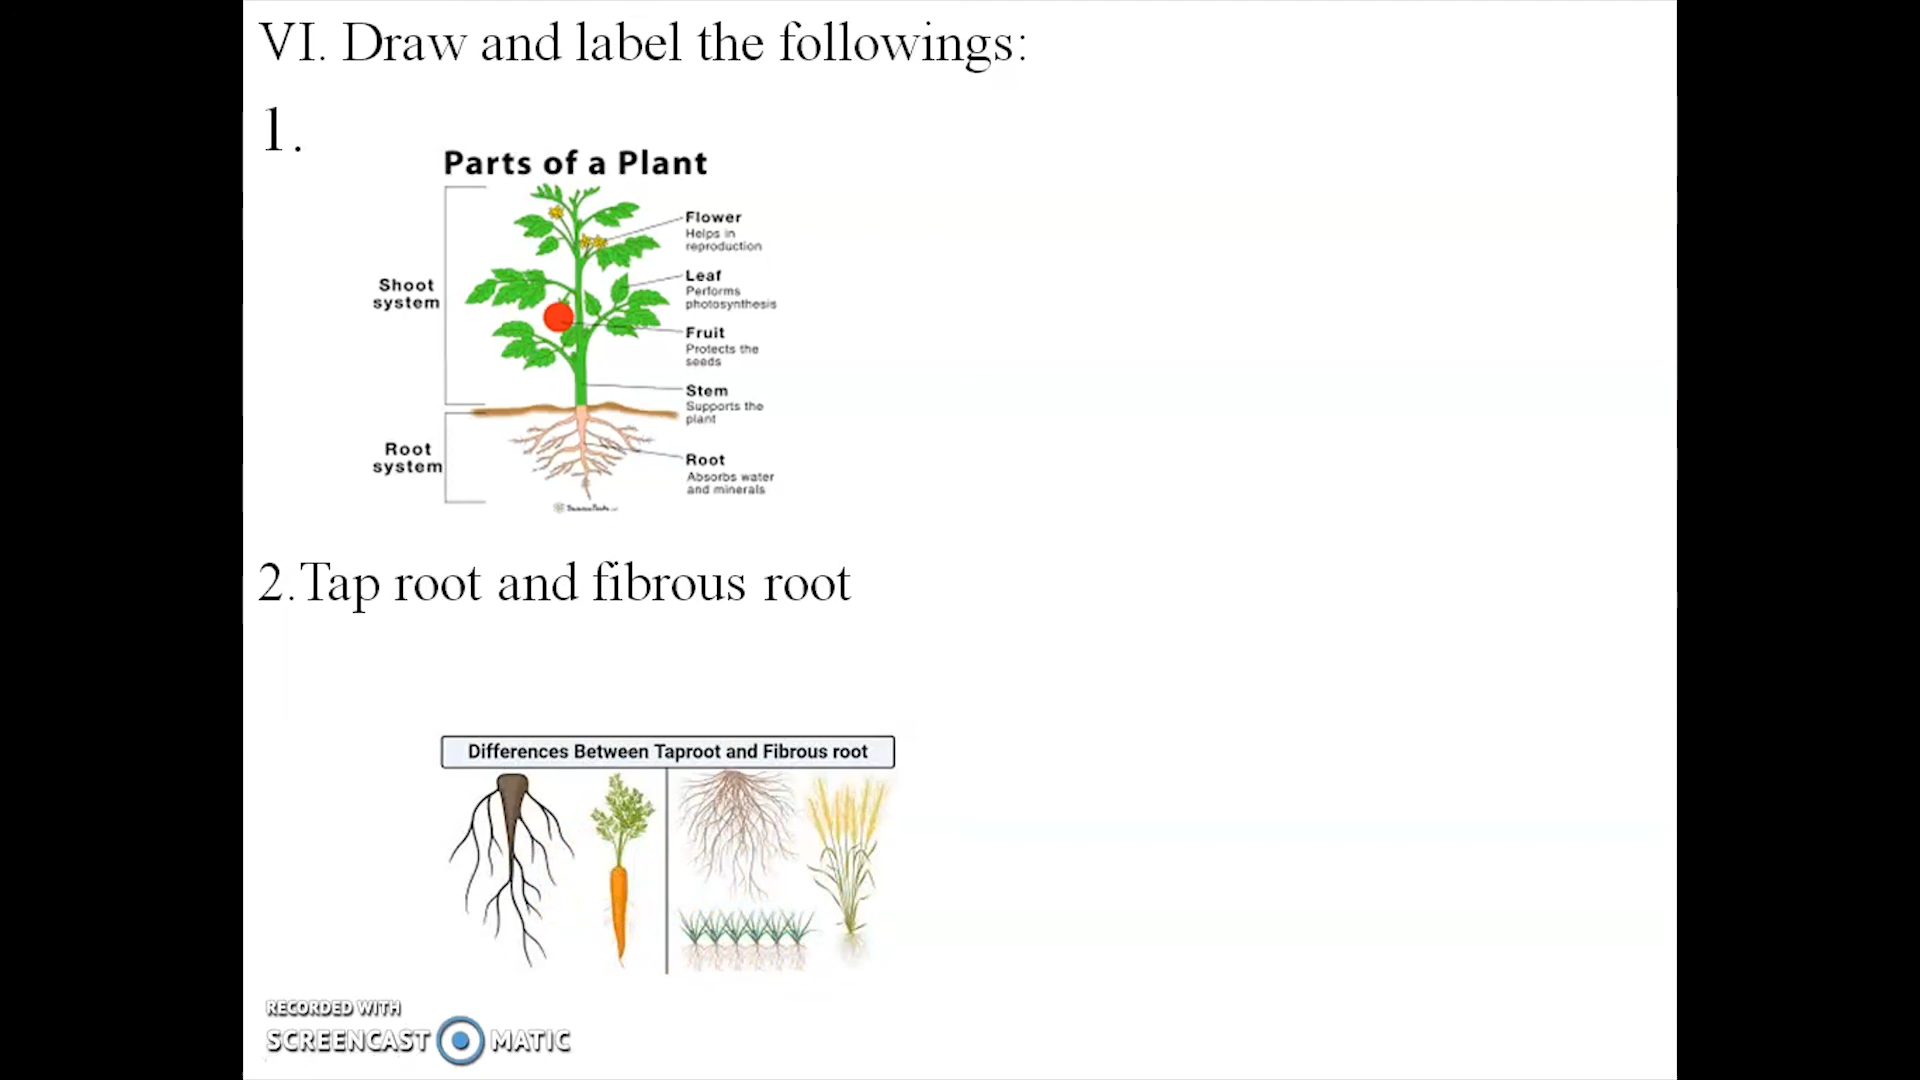 VI. Draw and label the followings:
1.
Parts of a Plant
Shoot
system
Flower
Helps in
reproduction
Leaf
Performs
photosynthesis
Fruit
Protects the
seeds
Stem
Supports the
plant
Root
system
Root
Absorbs water
and minerals
2.Tap root and fibrous root
Differences Between Taproot and Fibrous root
RECORDED WITH
SCREENCAST MATIC